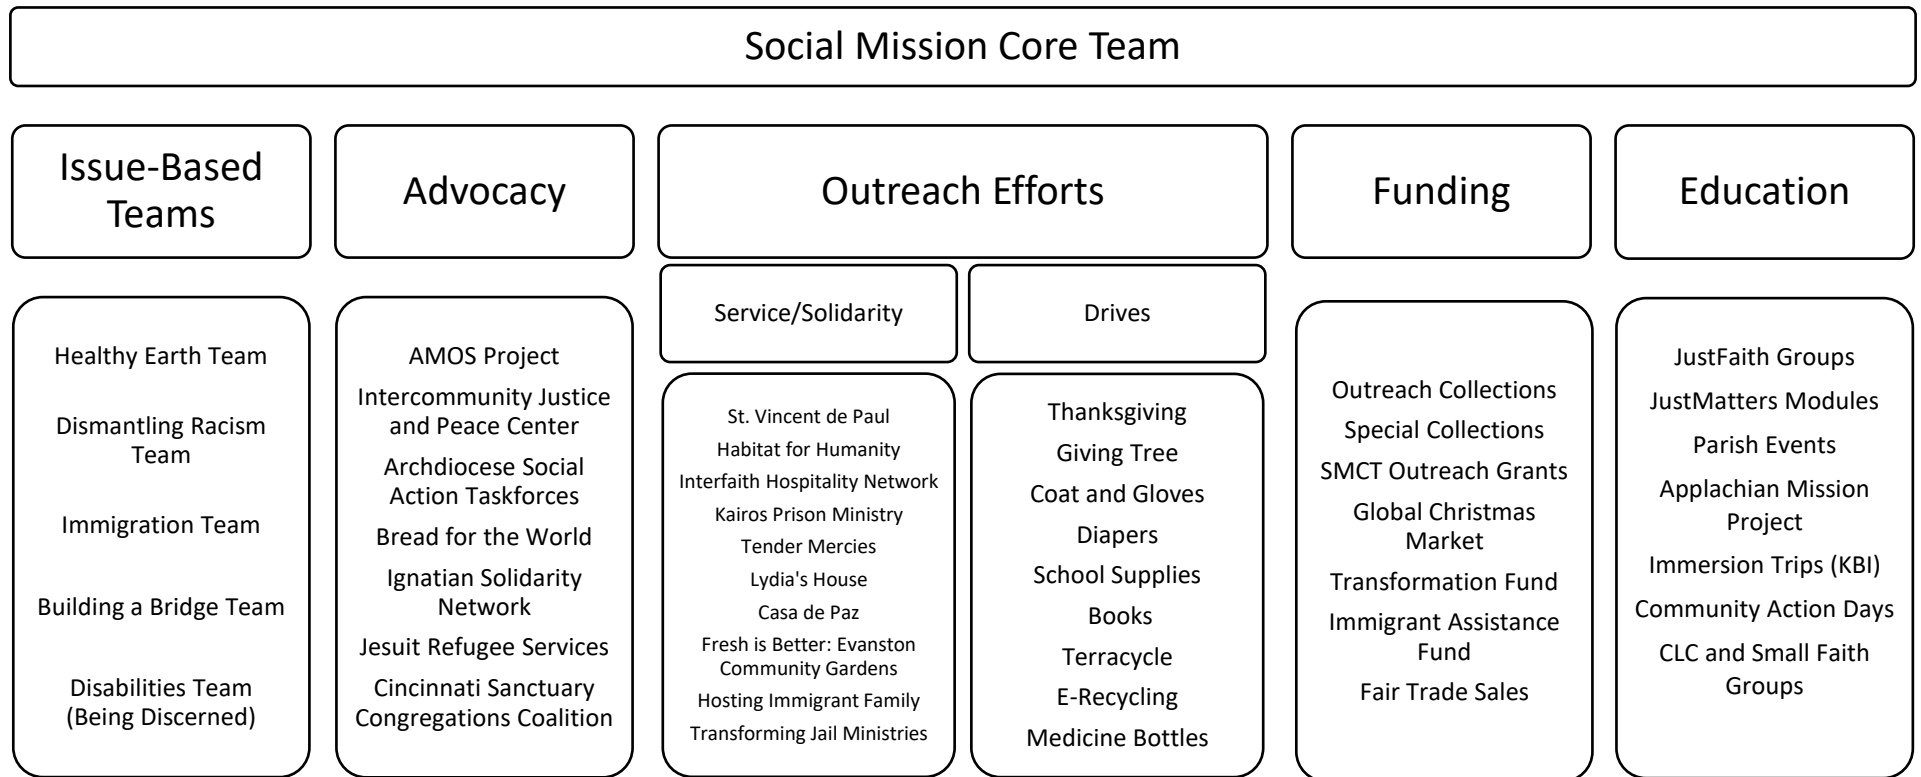 Social Mission Core Team
Issue-Based
Teams
Healthy Earth Team
Dismantling Racism
Team
Immigration Team
Building a Bridge Team
Disabilities Team
(Being Discerned)
Advocacy
AMOS Project
Intercommunity Justice
and Peace Center
Archdiocese Social
Action Taskforces
Bread for the World
Ignatian Solidarity
Network
Jesuit Refugee Services
Cincinnati Sanctuary
Congregations Coalition
Outreach Efforts
Service/Solidarity
St. Vincent de Paul
Habitat for Humanity
Interfaith Hospitality Network
Kairos Prison Ministry
Tender Mercies
Lydia's House
Casa de Paz
Fresh is Better: Evanston
Community Gardens
Hosting Immigrant Family
Transforming Jail Ministries
Drives
Thanksgiving
Giving Tree
Coat and Gloves
Diapers
School Supplies
Books
Terracycle
E-Recycling
Medicine Bottles
Funding
Outreach Collections
Special Collections
SMCT Outreach Grants
Global Christmas
Market
Transformation Fund
Immigrant Assistance
Fund
Fair Trade Sales
Education
JustFaith Groups
JustMatters Modules
Parish Events
Applachian Mission
Project
Immersion Trips (KBI)
Community Action Days
CLC and Small Faith
Groups